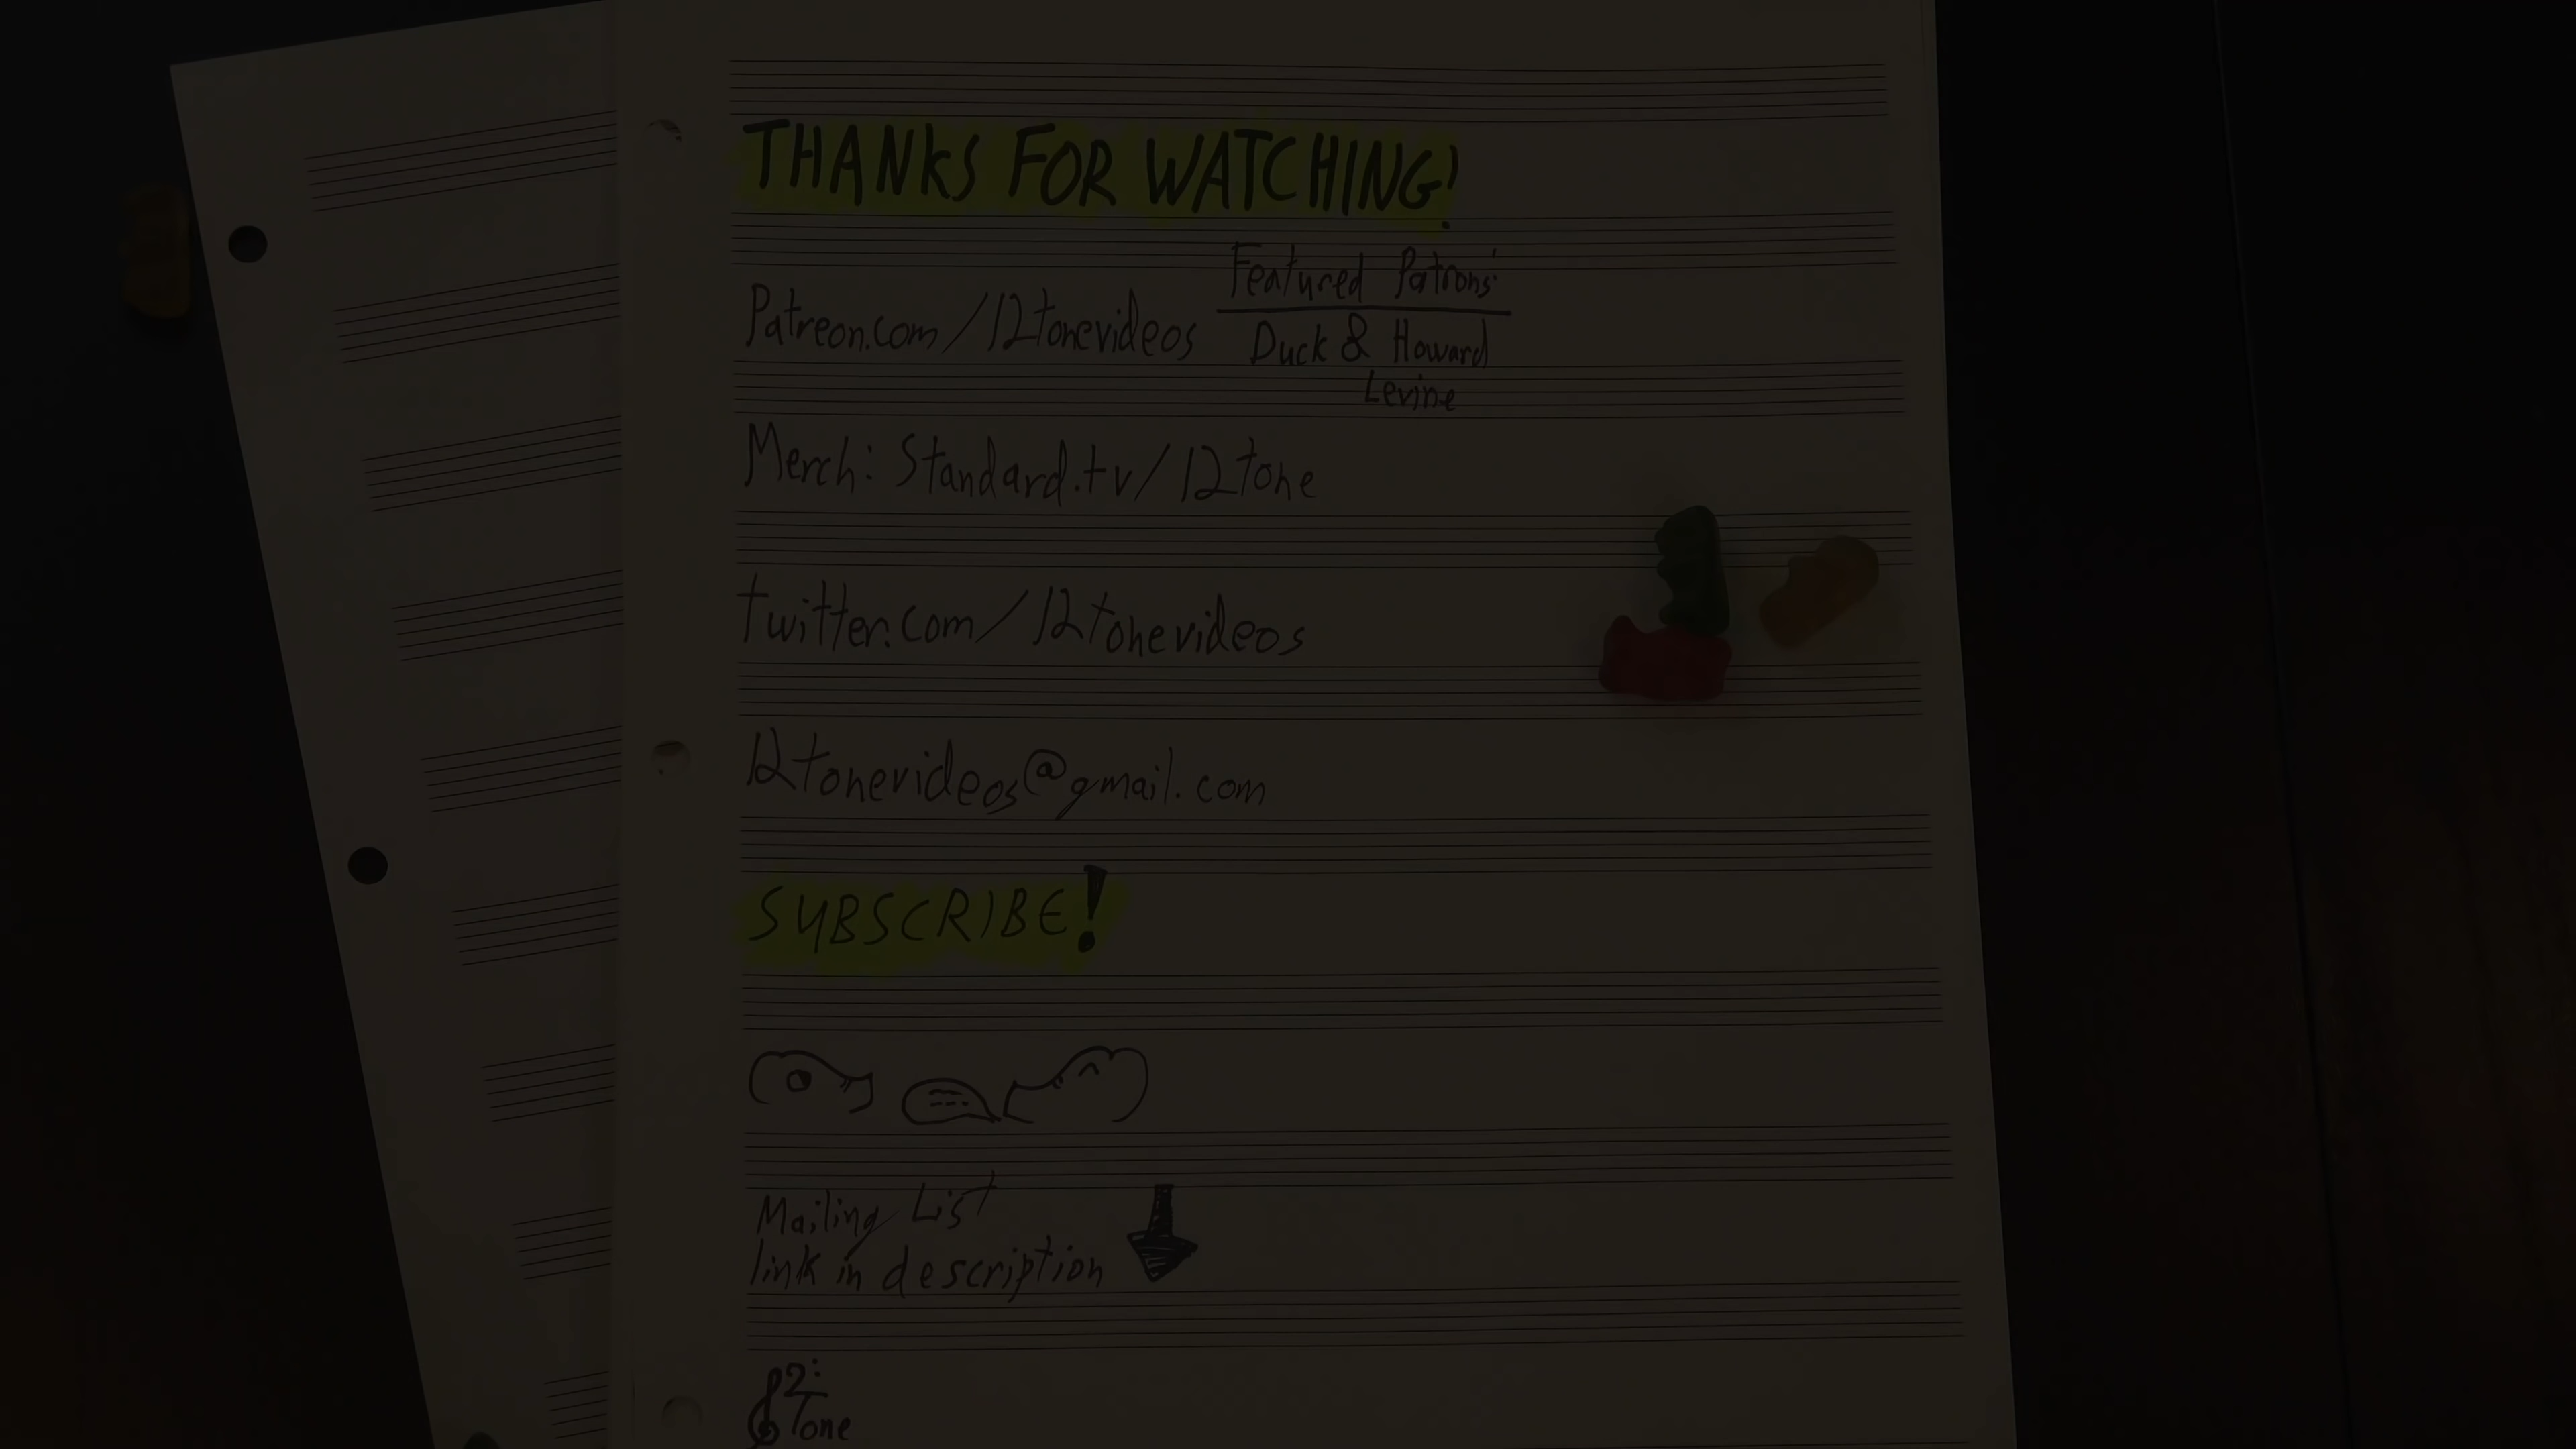 THANKS FOR WATCHING!
Featured Patrons:
Patreon.com/12tonevideos
Duck & Howard
Levine
Merch: Standard.tv/12tone
twitter.com/12tonevideos
12tonevideos@gmail.com
SUBSCRIBE!
Mailing List
link in description
2:
Tone